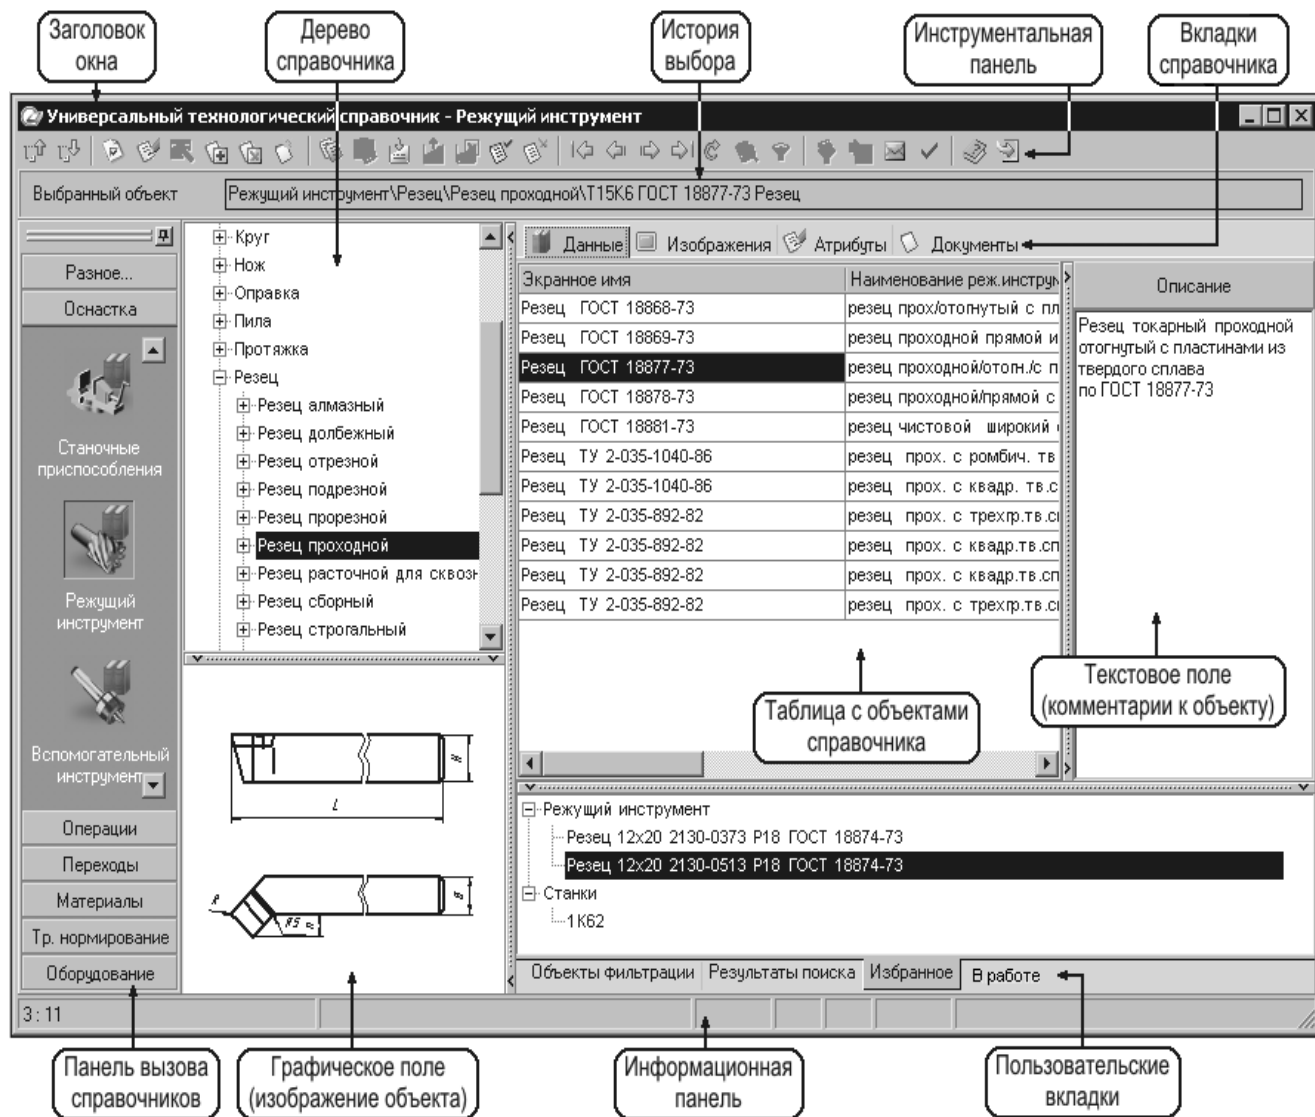 Заголовок
окна
Дерево
справочника
История
выбора
Инструментальная
панель
Вкладки
справочника
Универсальный технологический справочник - Режущий инструмент
Выбранный объект
Режущий инструмент\Резец\Резец проходной\Т15К6 ГОСТ 18877-73 Резец
Разное...
Оснастка
Станочные
приспособления
Режущий
инструмент
Вспомогательный
инструмент
Операции
Переходы
Материалы
Тр. нормирование
Оборудование
Круг
Нож
Оправка
Пила
Протяжка
Резец
Резец алмазный
Резец долбежный
Резец отрезной
Резец подрезной
Резец прорезной
Резец проходной
Резец расточной для сквозн
Резец сборный
Резец строгальный
H
L
B
Данные
Изображения
Атрибуты
Документы
Экранное имя
Наименование реж.инструм
Резец ГОСТ 18868-73
резец прох/отогнутый с пл
Резец ГОСТ 18869-73
резец проходной прямой и
Резец ГОСТ 18877-73
резец проходной/отогн./с п
Резец ГОСТ 18878-73
резец проходной/прямой с
Резец ГОСТ 18881-73
резец чистовой широкий
Резец ТУ 2-035-1040-86
резец прох. с ромбич. тв
Резец ТУ 2-035-1040-86
резец прох. с квадр. тв.с
Резец ТУ 2-035-892-82
резец прох. с трехгр.тв.с
Резец ТУ 2-035-892-82
резец прох. с квадр.тв.сп
Резец ТУ 2-035-892-82
резец прох. с квадр.тв.сп
Резец ТУ 2-035-892-82
резец прох. с трехгр.тв.с
Описание
Резец токарный проходной
отогнутый с пластинами из
твердого сплава
по ГОСТ 18877-73
Таблица с объектами
справочника
Текстовое поле
(комментарии к объекту)
Режущий инструмент
Резец 12x20 2130-0373 Р18 ГОСТ 18874-73
Резец 12x20 2130-0513 Р18 ГОСТ 18874-73
Станки
1К62
Объекты фильтрации
Результаты поиска
Избранное
В работе
3 : 11
Панель вызова
справочников
Графическое поле
(изображение объекта)
Информационная
панель
Пользовательские
вкладки